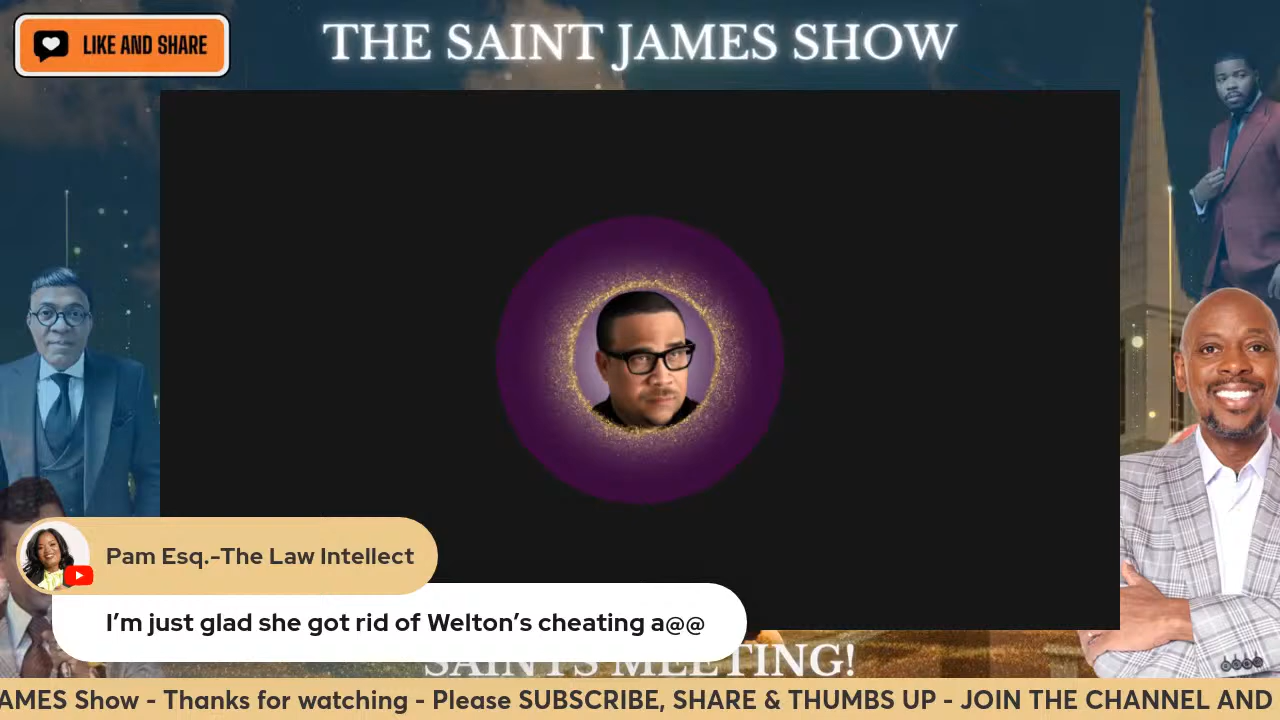 LIKE AND SHARE
THE SAINT JAMES SHOW
Pam Esq.-The Law Intellect
I’m just glad she got rid of Welton’s cheating a@@
SAINTS MEETING!
AMES Show - Thanks for watching - Please SUBSCRIBE, SHARE & THUMBS UP - JOIN THE CHANNEL AND